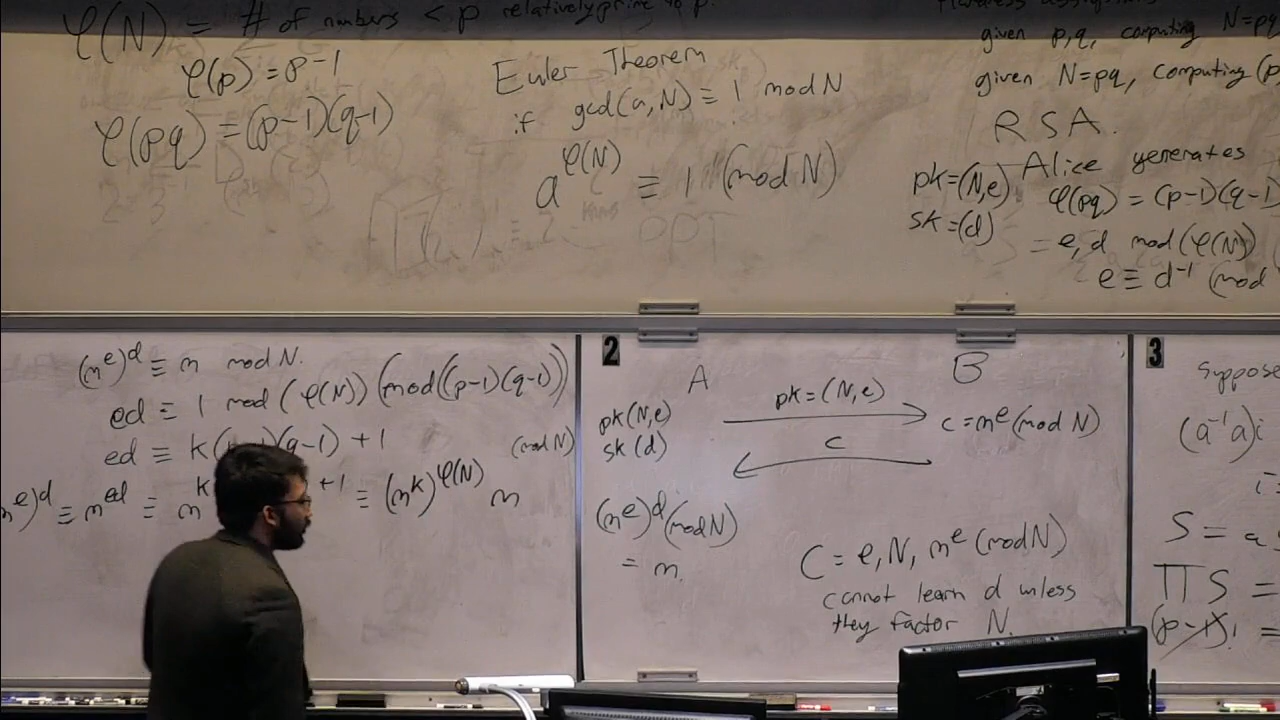 φ(N) = # of numbers < p relatively prime to p.
φ(p) = p-1
φ(pq) = (p-1)(q-1)
Euler Theorem
if gcd(a,N) ≡ 1 mod N
a^φ(N) ≡ 1 (mod N)
given p,q, computing N=pq
given N=pq, computing (p
RSA.
Alice generates
pk=(N,e)
φ(pq) = (p-1)(q-1)
sk=(d)
= e,d mod(φ(N))
e ≡ d^-1 (mod
(m^e)^d ≡ m mod N.
ed ≡ 1 mod (φ(N)) (mod((p-1)(q-1)))
ed ≡ k( q-1) + 1
(mod N)
m^e)^d ≡ m^ed ≡ m^k +1 ≡ (m^k)^φ(N) m
2
A
B
pk=(N,e)
pk(N,e)
sk(d)
c=m^e(mod N)
c
(m^e)^d(mod N)
= m.
C = e,N, m^e (mod N)
cannot learn d unless
they factor N.
3
Suppose
(a^-1 a)i
S = a
∏ S =
(p-1)! =